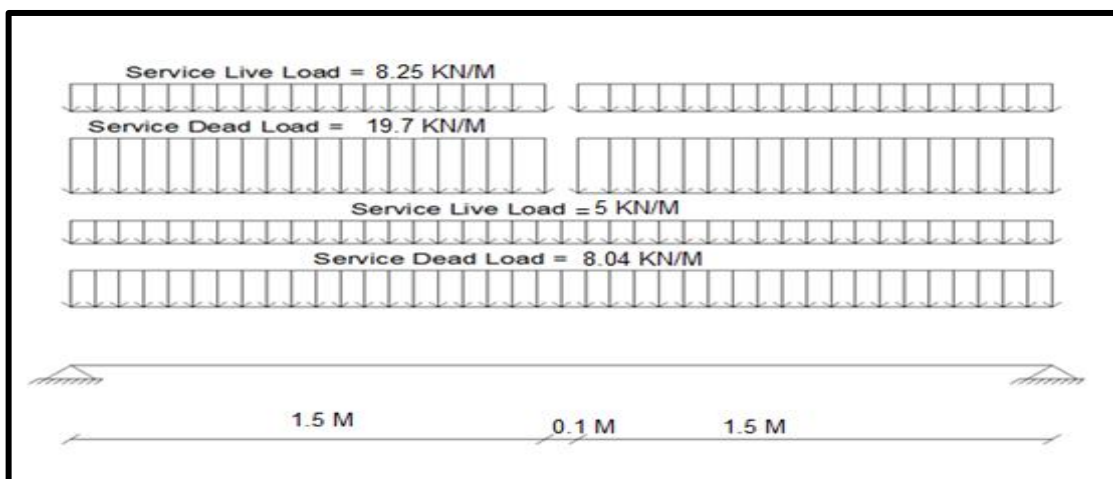 Service Live Load = 8.25 KN/M
Service Dead Load = 19.7 KN/M
Service Live Load = 5 KN/M
Service Dead Load = 8.04 KN/M
1.5 M 0.1 M 1.5 M